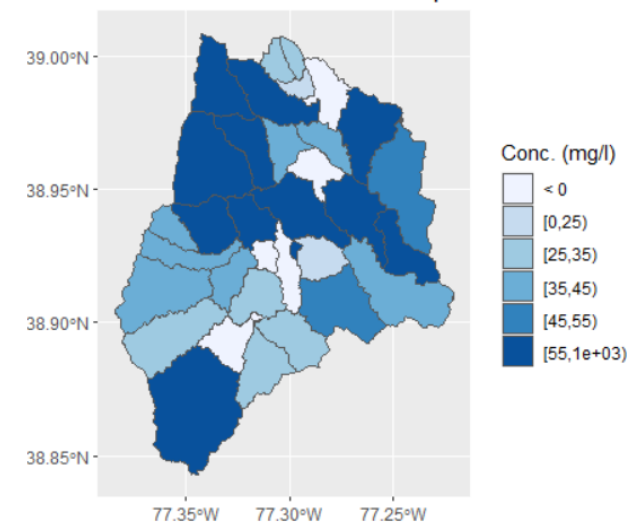 39.00°N
38.95°N
38.90°N
38.85°N
77.35°W 77.30°W 77.25°W
Conc. (mg/l)
< 0
[0,25)
[25,35)
[35,45)
[45,55)
[55,1e+03)